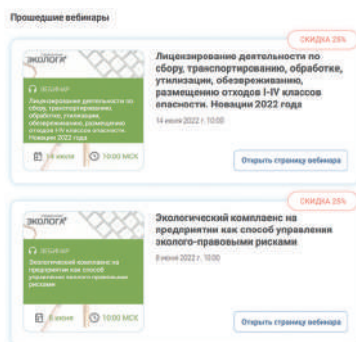 Прошедшие вебинары
СКИДКА 25%
ЭКОЛОГА
ВЕБИНАР
Лицензирование деятельности по
сбору, транспортированию,
обработке, утилизации,
обезвреживанию, размещению
отходов I-IV классов опасности.
Новации 2022 года
14 июля
10:00 МСК
Лицензирование деятельности по
сбору, транспортированию, обработке,
утилизации, обезвреживанию,
размещению отходов I-IV классов
опасности. Новации 2022 года
14 июля 2022 г. 10:00
Открыть страницу вебинара
СКИДКА 25%
ЭКОЛОГА
ВЕБИНАР
Экологический комплаенс на
предприятии как способ
управления эколого-правовыми
рисками
8 июня
10:00 МСК
Экологический комплаенс на
предприятии как способ управления
эколого-правовыми рисками
8 июня 2022 г. 10:00
Открыть страницу вебинара